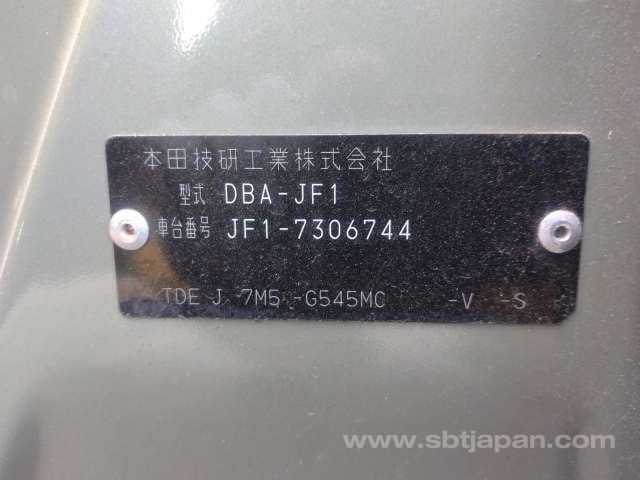 本田技研工業株式会社
型式 DBA-JF1
車台番号 JF1-7306744
TDE J 7M5 -G545MC -V -S
www.sbtjapan.com